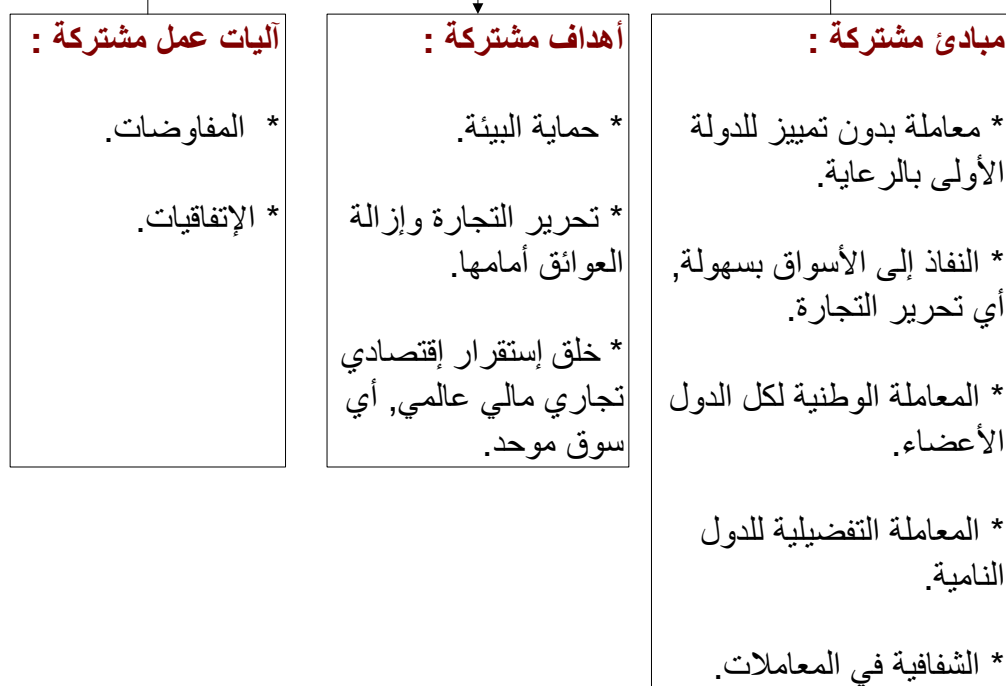 مبادئ مشتركة :
* معاملة بدون تمييز للدولة
الأولى بالرعاية.
* النفاذ إلى الأسواق بسهولة,
أي تحرير التجارة.
* المعاملة الوطنية لكل الدول
الأعضاء.
* المعاملة التفضيلية للدول
النامية.
* الشفافية في المعاملات.
أهداف مشتركة :
* حماية البيئة.
* تحرير التجارة وإزالة
العوائق أمامها.
* خلق إستقرار إقتصادي
تجاري مالي عالمي, أي
سوق موحد.
آليات عمل مشتركة :
* المفاوضات.
* الإتفاقيات.